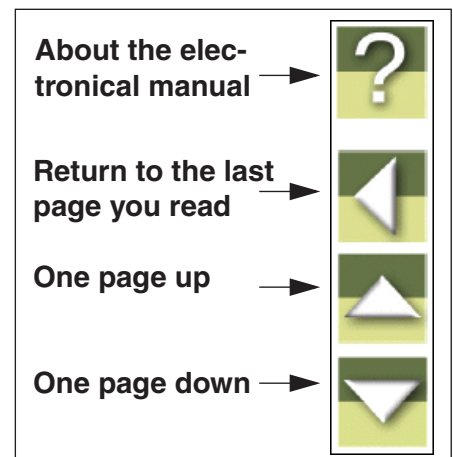 About the elec-
tronical manual
?
Return to the last
page you read
One page up
One page down